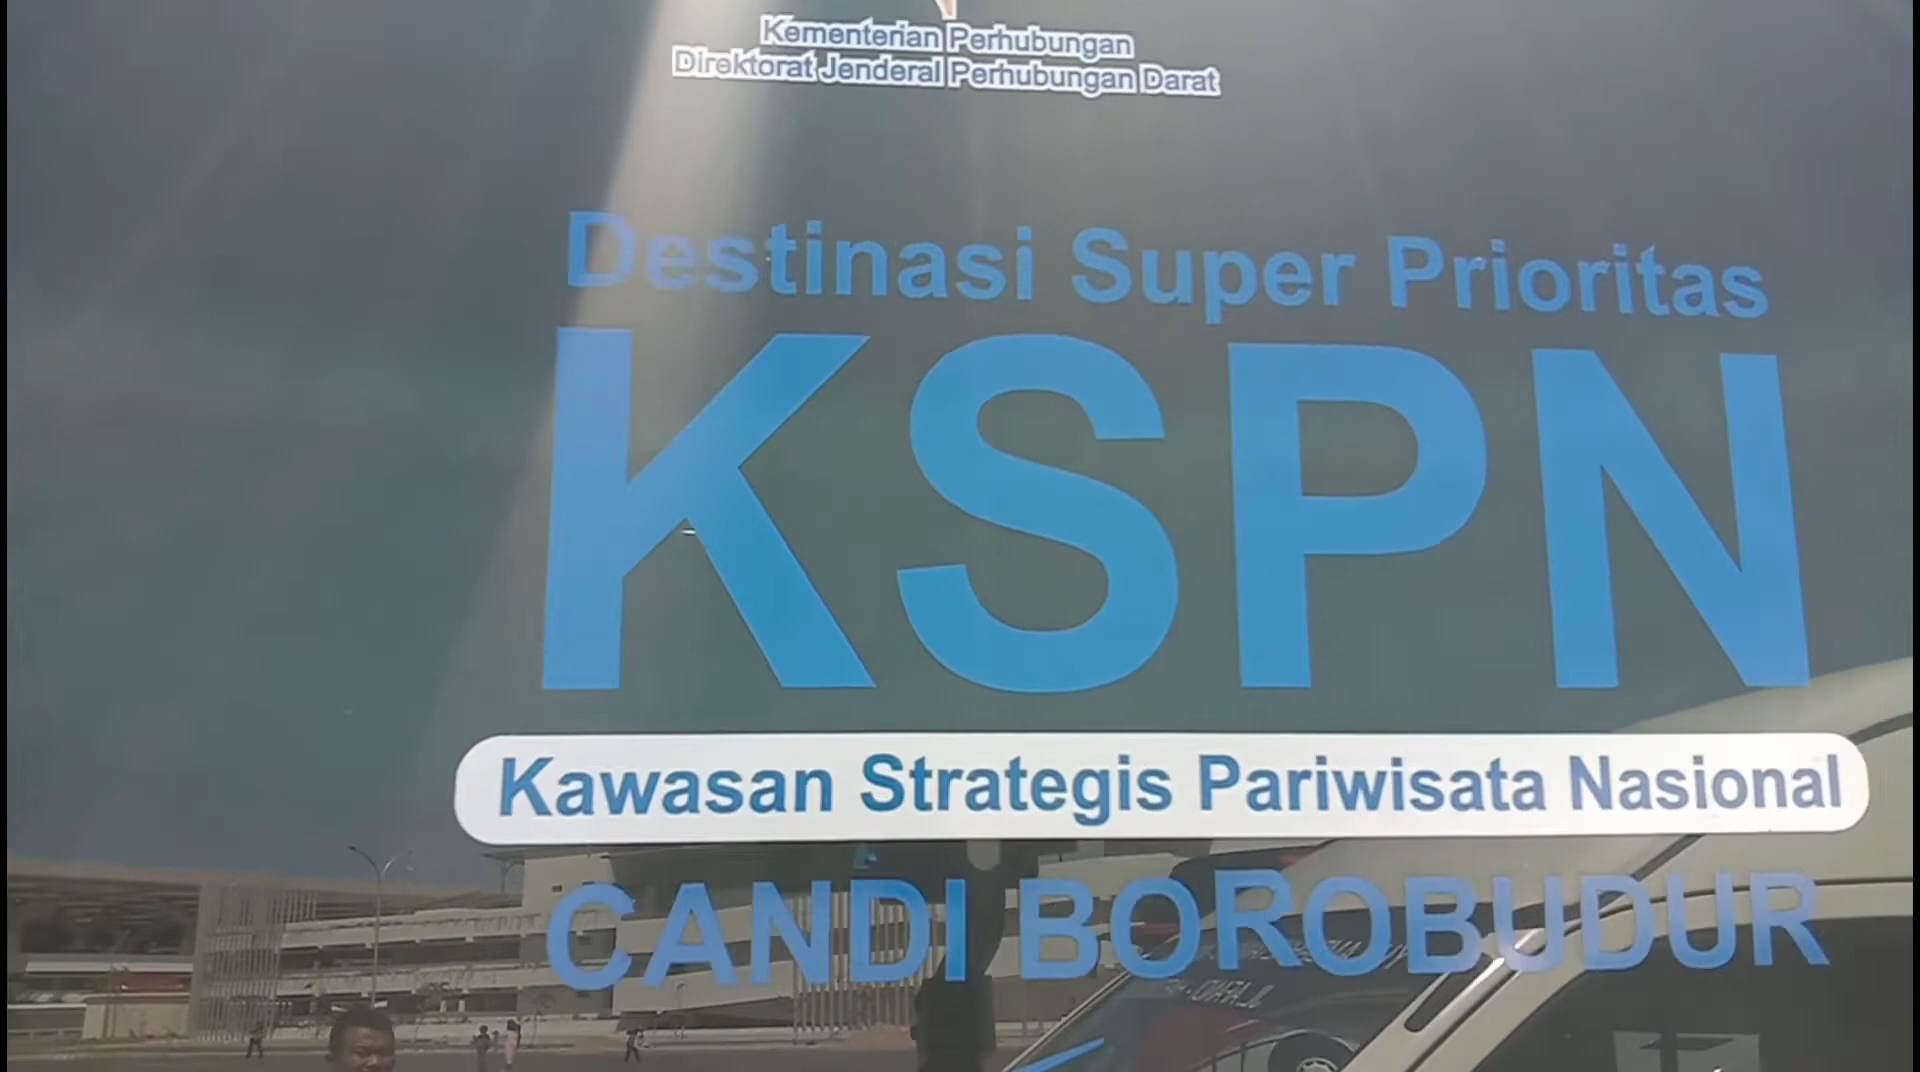 Kementerian Perhubungan
Direktorat Jenderal Perhubungan Darat
Destinasi Super Prioritas
KSPN
Kawasan Strategis Pariwisata Nasional
CANDI BOROBUDUR